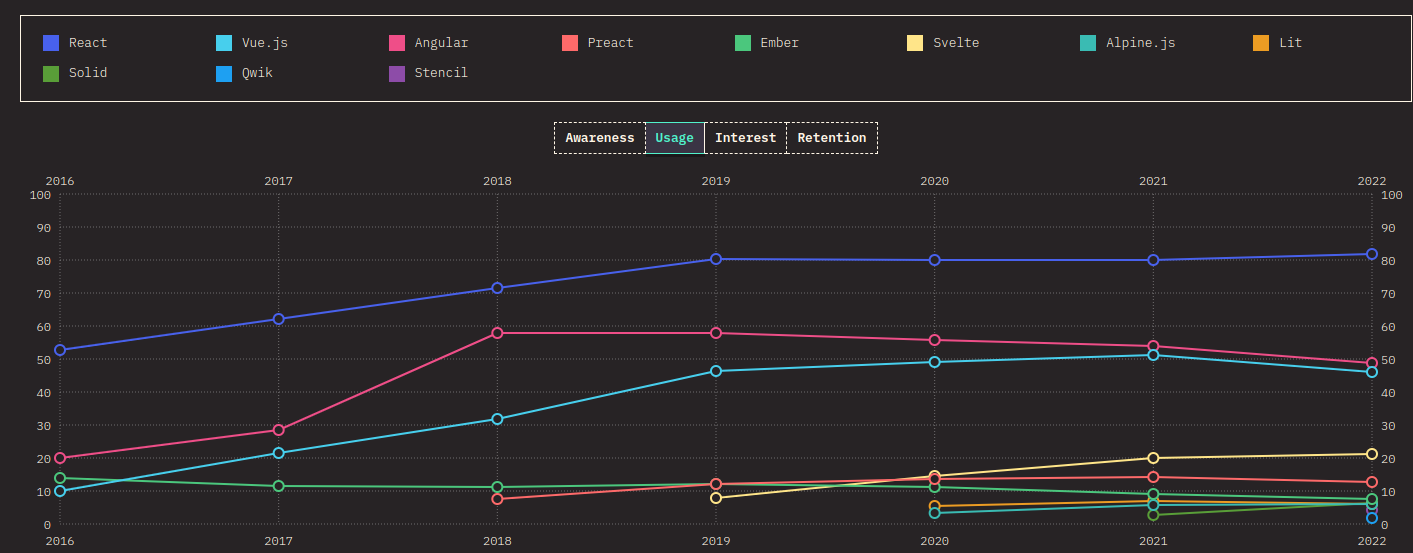 React Vue.js Angular Preact Ember Svelte Alpine.js Lit
Solid Qwik Stencil
Awareness Usage Interest Retention
2016 2017 2018 2019 2020 2021 2022
100 100
90 90
80 80
70 70
60 60
50 50
40 40
30 30
20 20
10 10
0 0
2016 2017 2018 2019 2020 2021 2022